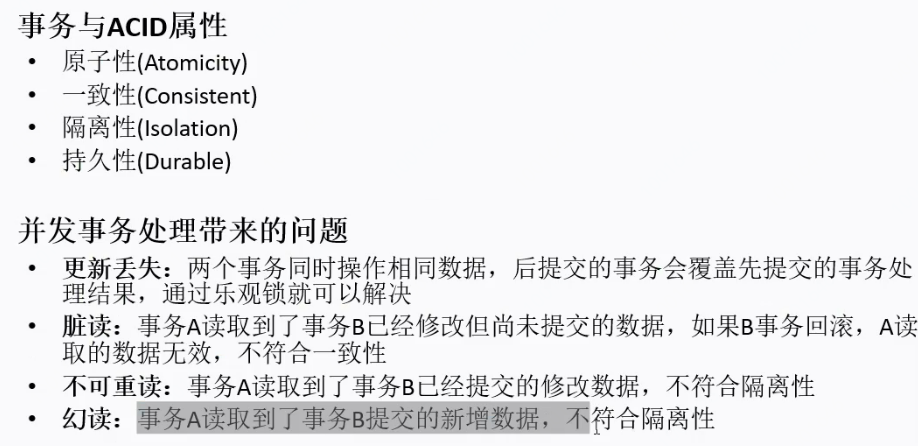 事务与ACID属性
• 原子性(Atomicity)
• 一致性(Consistent)
• 隔离性(Isolation)
• 持久性(Durable)
并发事务处理带来的问题
• 更新丢失：两个事务同时操作相同数据，后提交的事务会覆盖先提交的事务处
理结果，通过乐观锁就可以解决
• 脏读：事务A读取到了事务B已经修改但尚未提交的数据，如果B事务回滚，A读
取的数据无效，不符合一致性
• 不可重读：事务A读取到了事务B已经提交的修改数据，不符合隔离性
• 幻读：事务A读取到了事务B提交的新增数据，不符合隔离性